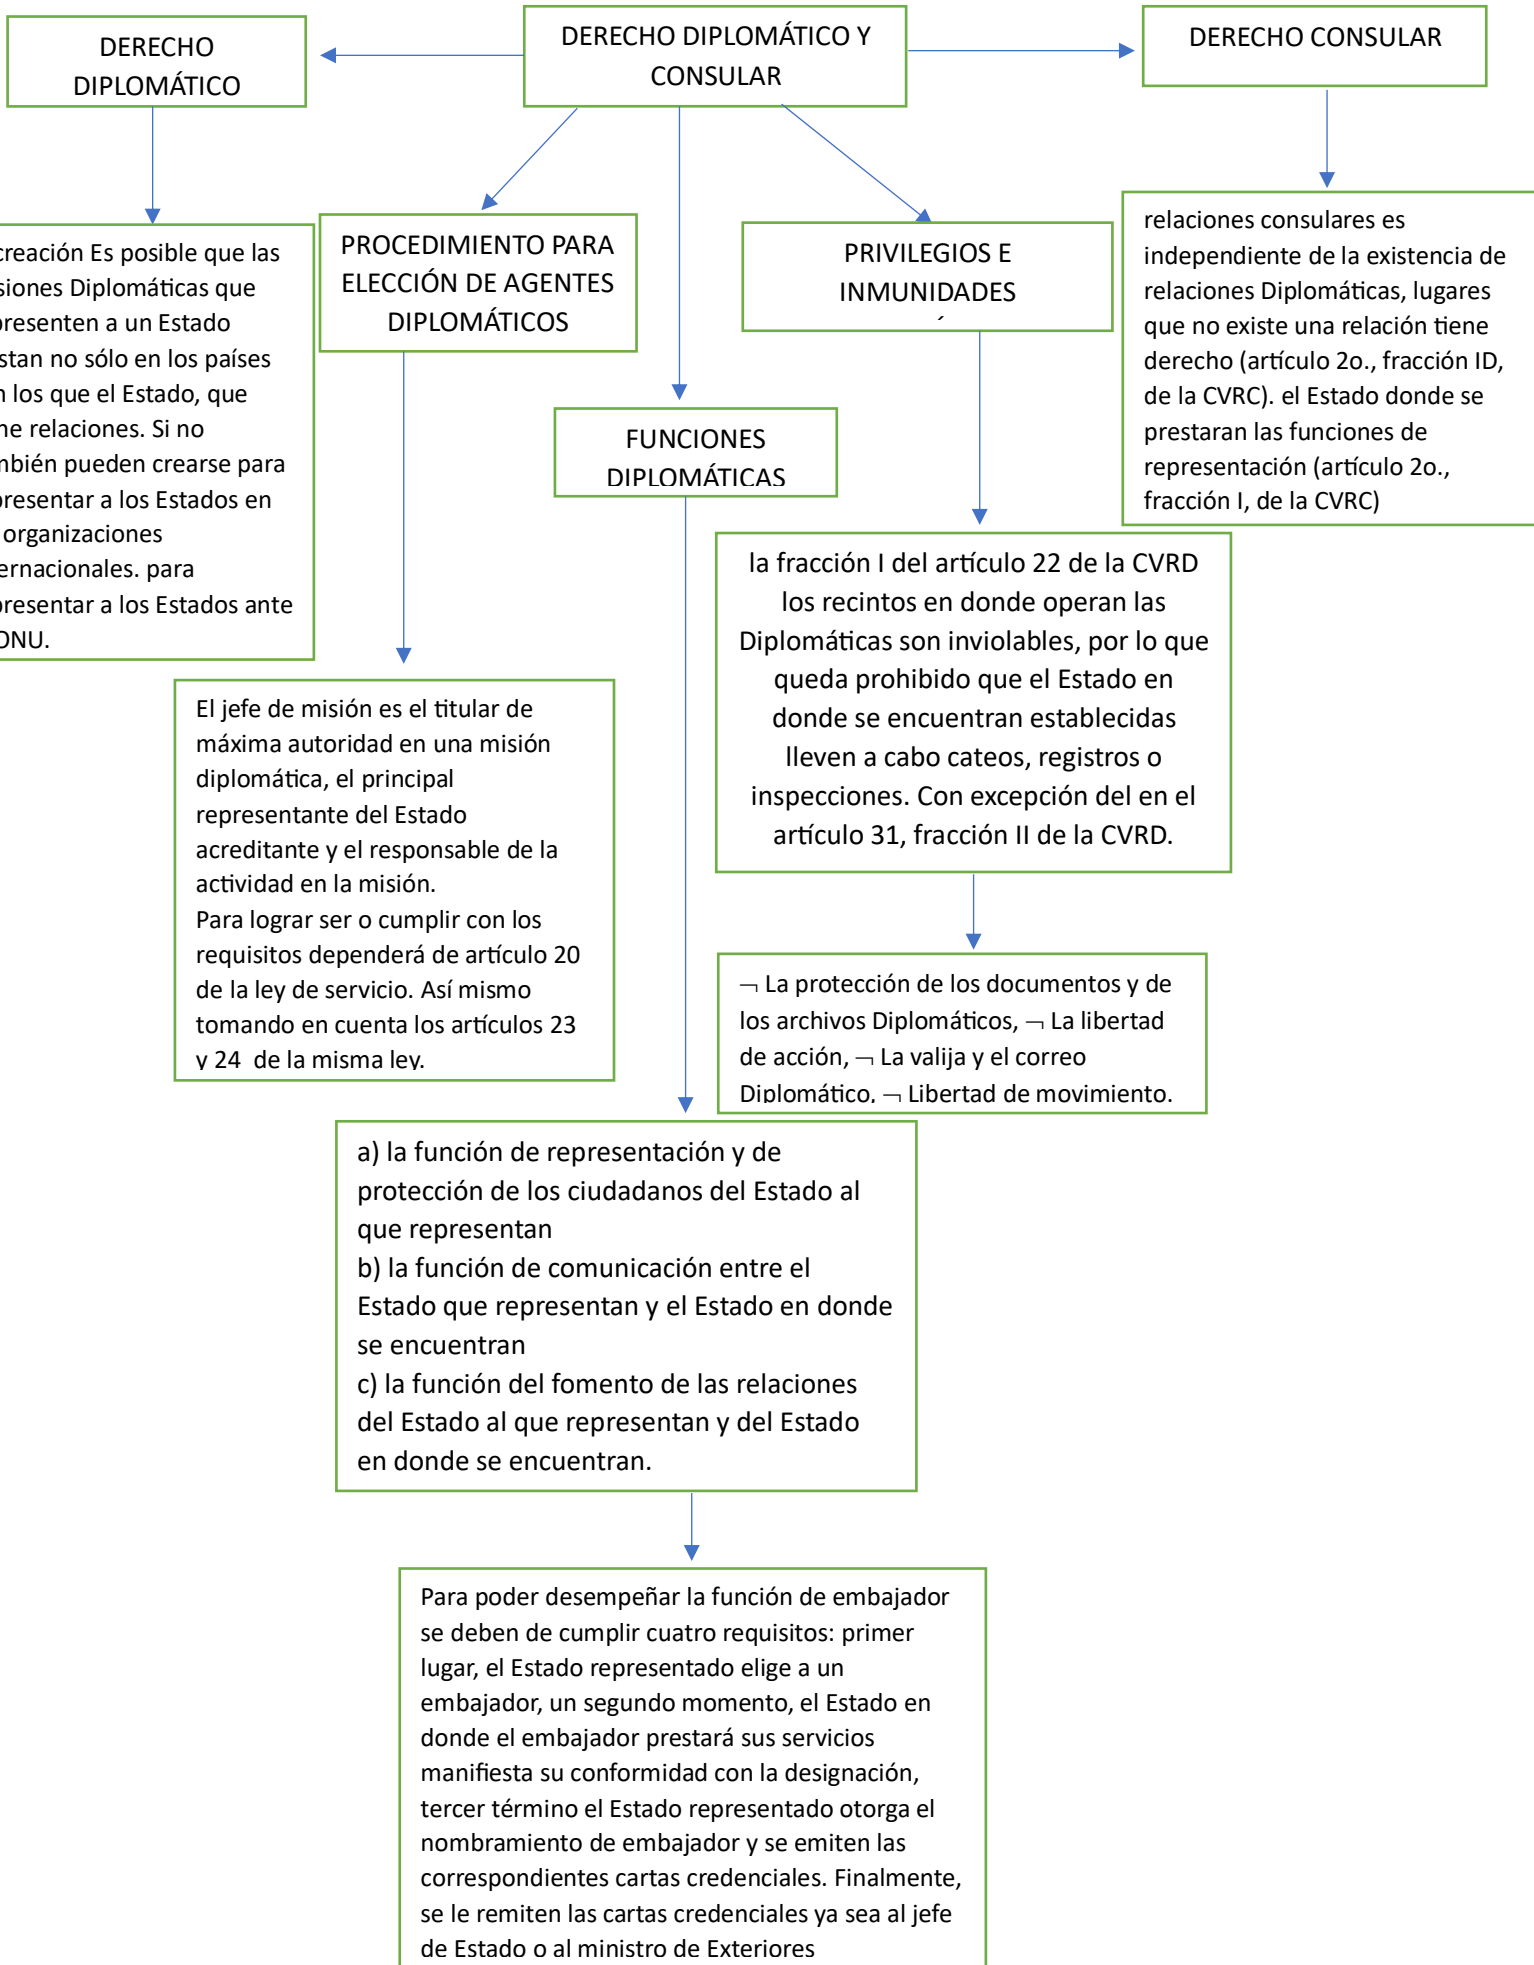 DERECHO
DIPLOMÁTICO
DERECHO DIPLOMÁTICO Y
CONSULAR
DERECHO CONSULAR
creación Es posible que las
siones Diplomáticas que
presenten a un Estado
stan no sólo en los países
n los que el Estado, que
ne relaciones. Si no
mbién pueden crearse para
presentar a los Estados en
organizaciones
ernacionales. para
presentar a los Estados ante
ONU.
PROCEDIMIENTO PARA
ELECCIÓN DE AGENTES
DIPLOMÁTICOS
PRIVILEGIOS E
INMUNIDADES
relaciones consulares es
independiente de la existencia de
relaciones Diplomáticas, lugares
que no existe una relación tiene
derecho (artículo 2o., fracción ID,
de la CVRC). el Estado donde se
prestaran las funciones de
representación (artículo 2o.,
fracción I, de la CVRC)
FUNCIONES
DIPLOMÁTICAS
la fracción I del artículo 22 de la CVRD
los recintos en donde operan las
Diplomáticas son inviolables, por lo que
queda prohibido que el Estado en
donde se encuentran establecidas
lleven a cabo cateos, registros o
inspecciones. Con excepción del en el
artículo 31, fracción II de la CVRD.
El jefe de misión es el titular de
máxima autoridad en una misión
diplomática, el principal
representante del Estado
acreditante y el responsable de la
actividad en la misión.
Para lograr ser o cumplir con los
requisitos dependerá de artículo 20
de la ley de servicio. Así mismo
tomando en cuenta los artículos 23
y 24 de la misma ley.
¬ La protección de los documentos y de
los archivos Diplomáticos, ¬ La libertad
de acción, ¬ La valija y el correo
Diplomático, ¬ Libertad de movimiento.
a) la función de representación y de
protección de los ciudadanos del Estado al
que representan
b) la función de comunicación entre el
Estado que representan y el Estado en donde
se encuentran
c) la función del fomento de las relaciones
del Estado al que representan y del Estado
en donde se encuentran.
Para poder desempeñar la función de embajador
se deben de cumplir cuatro requisitos: primer
lugar, el Estado representado elige a un
embajador, un segundo momento, el Estado en
donde el embajador prestará sus servicios
manifiesta su conformidad con la designación,
tercer término el Estado representado otorga el
nombramiento de embajador y se emiten las
correspondientes cartas credenciales. Finalmente,
se le remiten las cartas credenciales ya sea al jefe
de Estado o al ministro de Exteriores